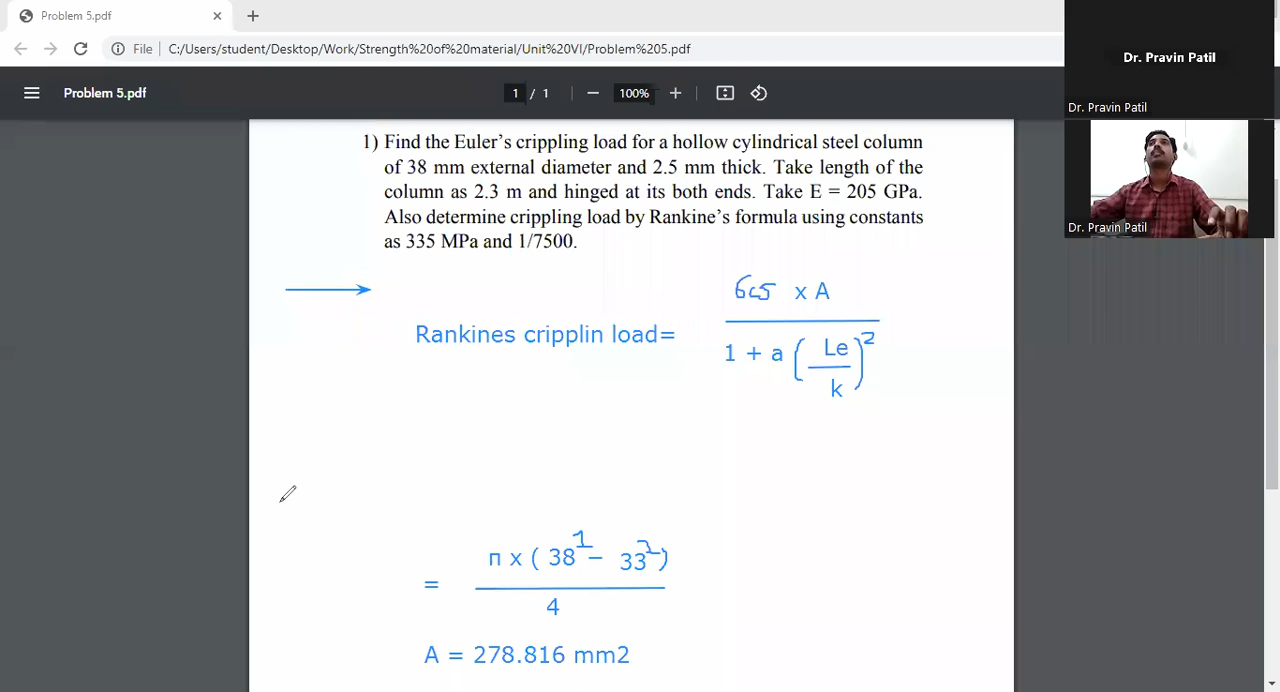 Problem 5.pdf
File C:/Users/student/Desktop/Work/Strength%20of%20material/Unit%20VI/Problem%205.pdf
Problem 5.pdf 1 / 1 100%
Dr. Pravin Patil
Dr. Pravin Patil
Dr. Pravin Patil
1) Find the Euler's crippling load for a hollow cylindrical steel column
of 38 mm external diameter and 2.5 mm thick. Take length of the
column as 2.3 m and hinged at its both ends. Take E = 205 GPa.
Also determine crippling load by Rankine's formula using constants
as 335 MPa and 1/7500.
x A
Rankines cripplin load=
1 + a ( Le )2
k
= п x ( 38 1 – 33 2 )
4
A = 278.816 mm2